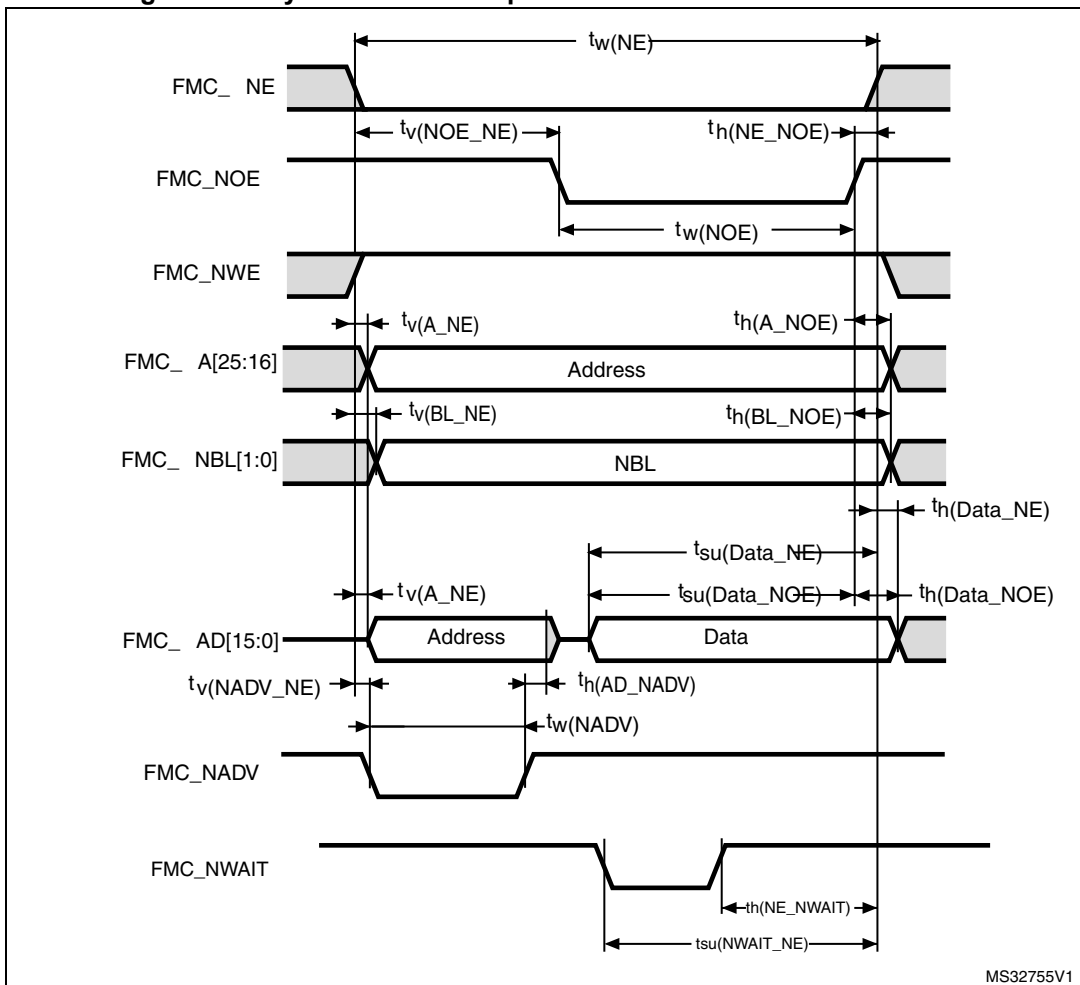 tw(NE)
FMC_ NE
tv(NOE_NE)
th(NE_NOE)
FMC_NOE
tw(NOE)
FMC_NWE
tv(A_NE)
th(A_NOE)
FMC_ A[25:16]
Address
tv(BL_NE)
th(BL_NOE)
FMC_ NBL[1:0]
NBL
th(Data_NE)
tsu(Data_NE)
tv(A_NE)
tsu(Data_NOE)
th(Data_NOE)
FMC_ AD[15:0]
Address
Data
tv(NADV_NE)
th(AD_NADV)
tw(NADV)
FMC_NADV
FMC_NWAIT
th(NE_NWAIT)
tsu(NWAIT_NE)
MS32755V1